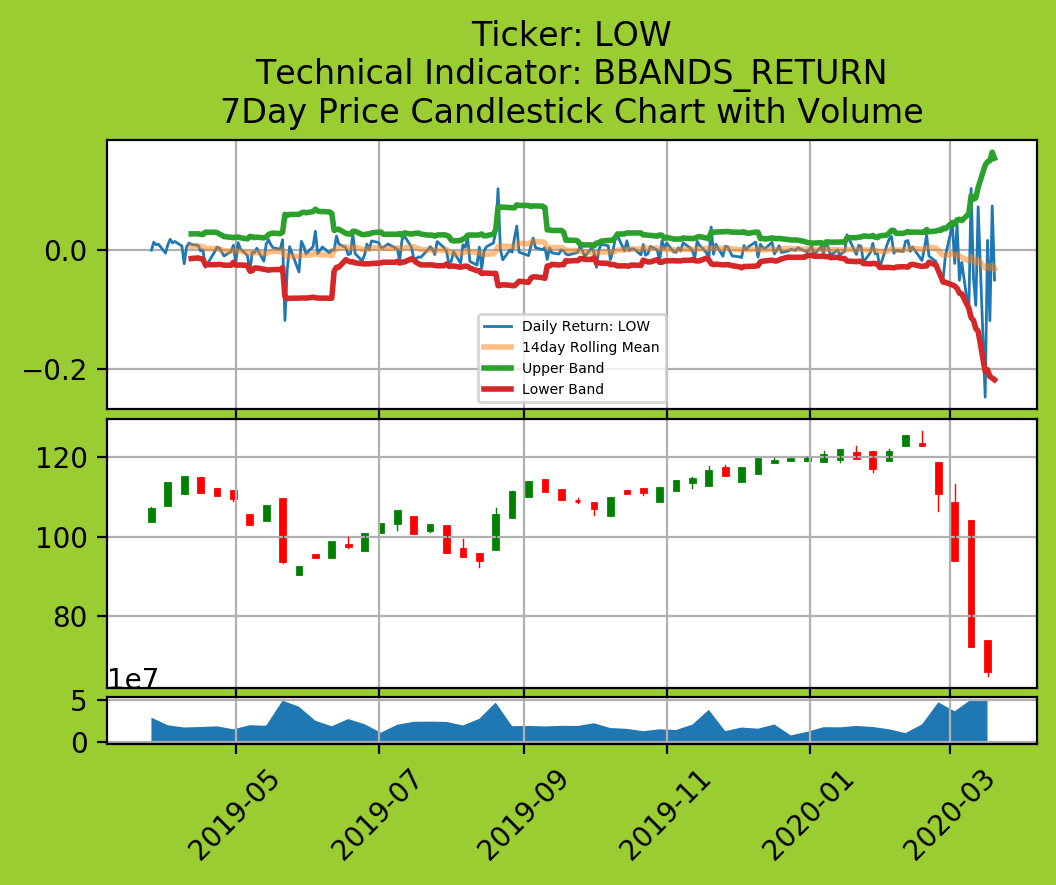 Ticker: LOW
Technical Indicator: BBANDS_RETURN
7Day Price Candlestick Chart with Volume
0.0
−0.2
Daily Return: LOW
14day Rolling Mean
Upper Band
Lower Band
120
100
80
1e7
5
0
2019-05
2019-07
2019-09
2019-11
2020-01
2020-03